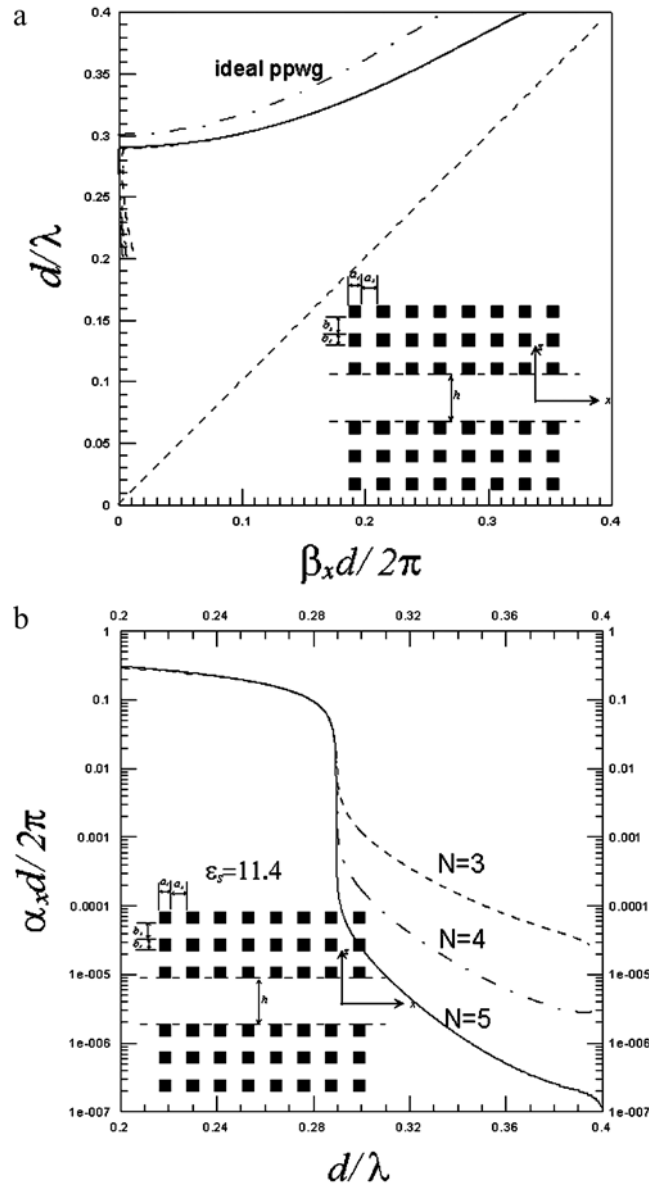 a
0.4
0.3
0.2
0.15
0.1
0.05
0
d/λ
ideal ppwg
h
z
x
0 0.1 0.2 0.3 0.4
βₓd/2π
b
0.2 0.24 0.28 0.32 0.36 0.4
1
0.1
0.01
0.001
0.0001
1e-005
1e-006
1e-007
1
0.1
0.01
0.001
0.0001
1e-005
1e-006
1e-007
αₓd/2π
εₛ=11.4
h
z
x
N=3
N=4
N=5
0.2 0.24 0.28 0.32 0.36 0.4
d/λ